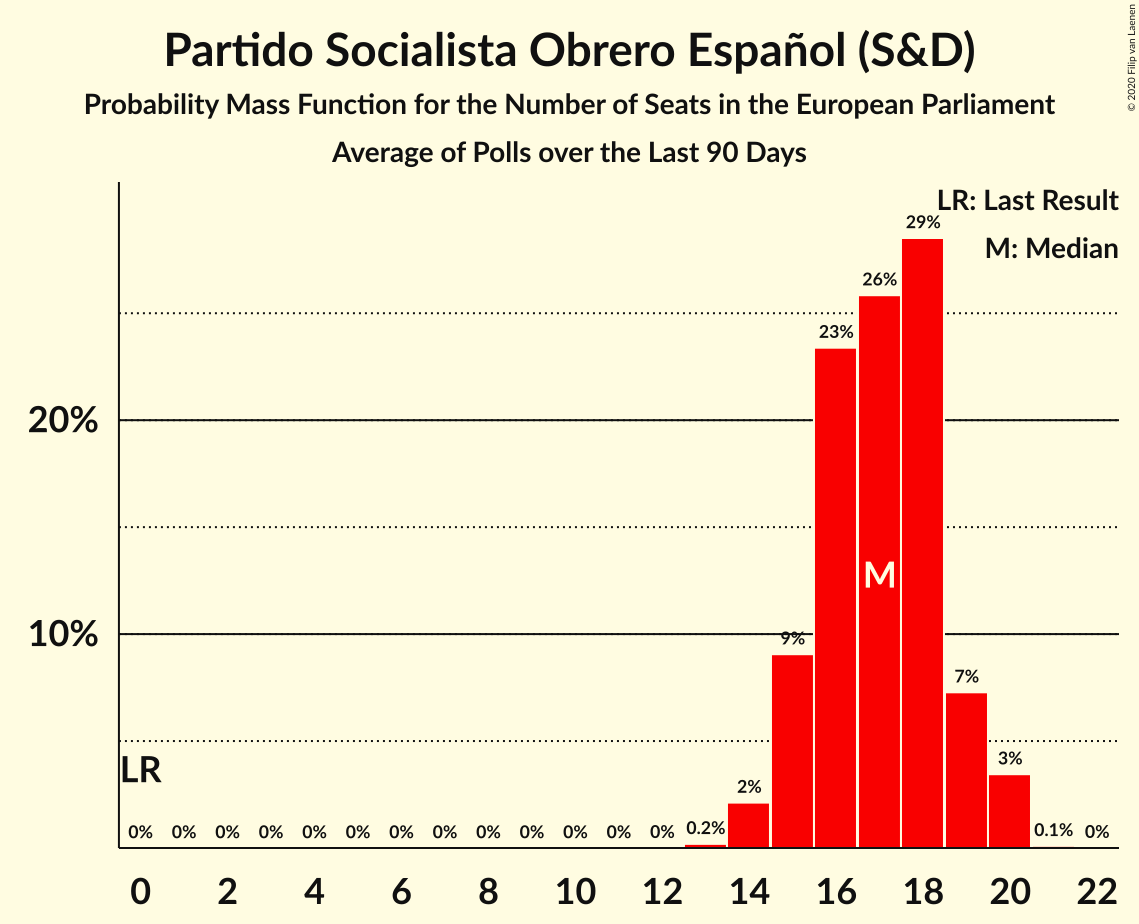 Partido Socialista Obrero Español (S&D)
Probability Mass Function for the Number of Seats in the European Parliament
Average of Polls over the Last 90 Days
© 2020 Filip van Laenen
LR: Last Result
M: Median
29%
26%
23%
20%
M
10%
9%
7%
LR
3%
2%
0% 0% 0% 0% 0% 0% 0% 0% 0% 0% 0% 0% 0% 0.2% 0.1% 0%
0 2 4 6 8 10 12 14 16 18 20 22